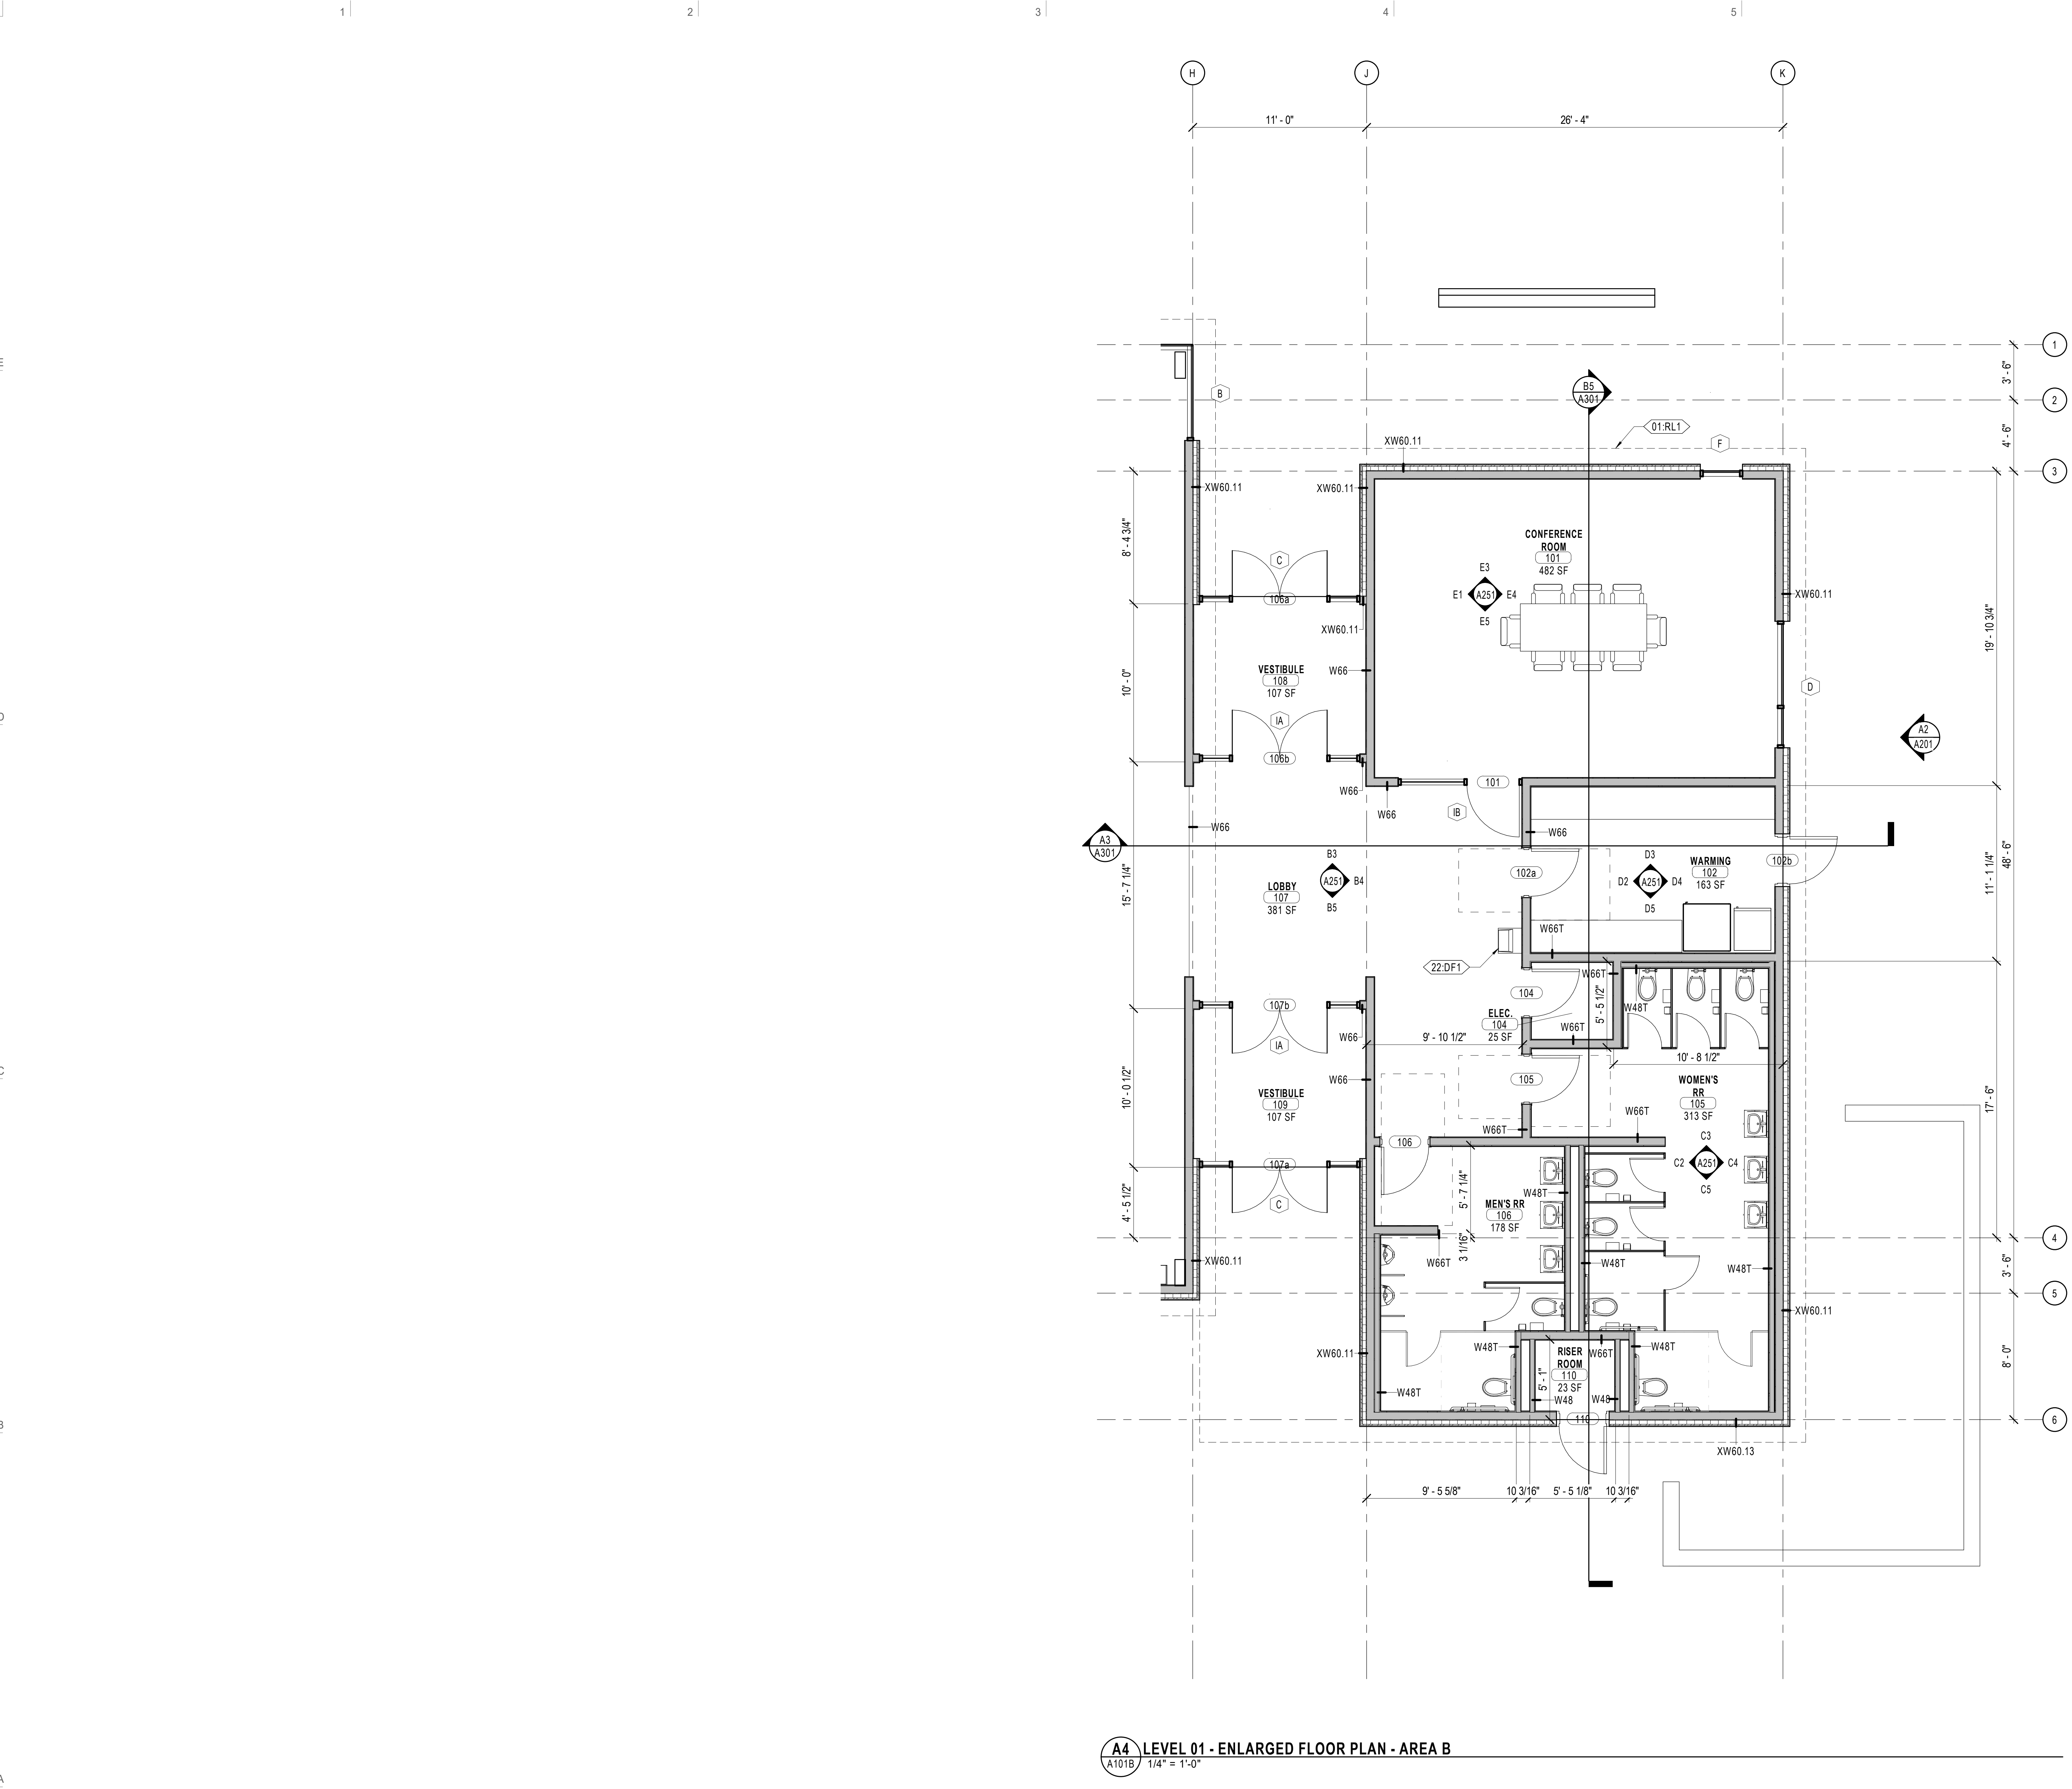 1
2
3
4
5
H
J
K
11' - 0"
26' - 4"
E
1
3' - 6"
B
B5
A301
2
01:RL1
4' - 6"
F
XW60.11
3
XW60.11
XW60.11
8' - 4 3/4"
CONFERENCE
ROOM
101
482 SF
C
E3
E1
A251
E4
E5
106a
XW60.11
XW60.11
19' - 10 3/4"
VESTIBULE
108
107 SF
W66
10' - 0"
D
D
IA
A2
A201
106b
101
W66
W66
IB
W66
W66
A3
A301
48' - 6"
B3
A251
B4
B5
102a
D3
D2
A251
D4
D5
WARMING
102
163 SF
102b
LOBBY
107
381 SF
15' - 7 1/4"
11' - 1 1/4"
W66T
22:DF1
W66T
104
107b
W48T
5' - 5 1/2"
ELEC.
104
25 SF
W66T
W66
9' - 10 1/2"
IA
10' - 8 1/2"
C
105
W66
WOMEN'S
RR
105
313 SF
VESTIBULE
109
107 SF
10' - 0 1/2"
17' - 6"
W66T
W66T
106
C3
C2
A251
C4
C5
107a
W48T
5' - 7 1/4"
MEN'S RR
106
178 SF
C
4' - 5 1/2"
4
3 1/16"
XW60.11
W66T
W48T
W48T
3' - 6"
5
XW60.11
XW60.11
W48T
RISER
ROOM
110
23 SF
W66T
W48T
5' - 1"
8' - 0"
W48T
W48
W48
110
B
6
XW60.13
9' - 5 5/8"
10 3/16"
5' - 5 1/8"
10 3/16"
A4
A101B
LEVEL 01 - ENLARGED FLOOR PLAN - AREA B
1/4" = 1'-0"
A